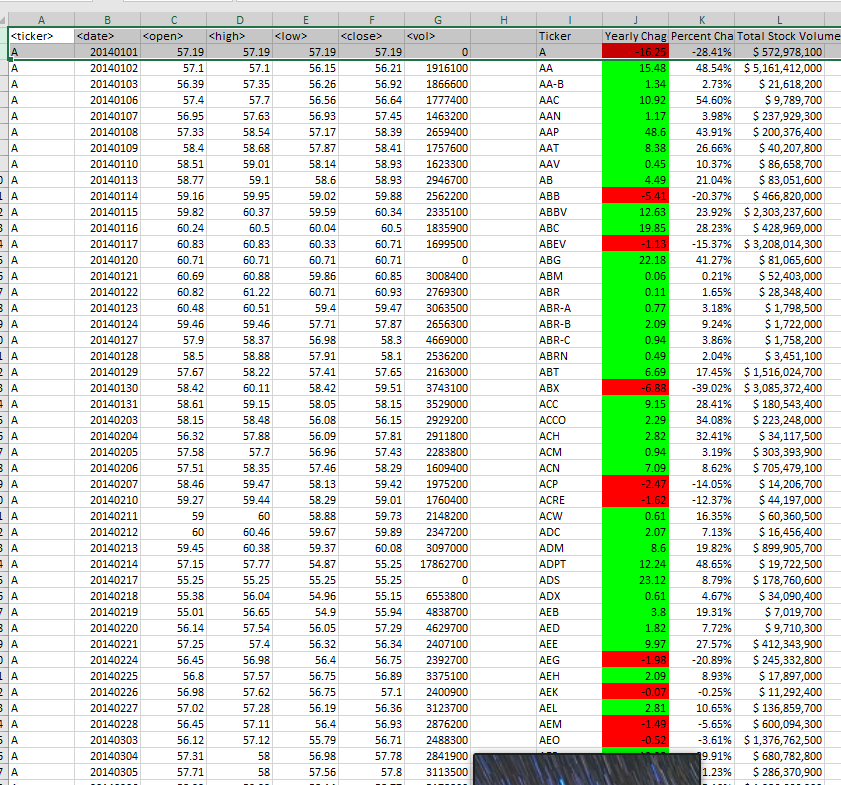 A B C D E F G H I J K L
<ticker> <date> <open> <high> <low> <close> <vol> Ticker Yearly Chag Percent Cha Total Stock Volume
A 20140101 57.19 57.19 57.19 57.19 0 A -16.25 -28.41% $ 572,978,100
A 20140102 57.1 57.1 56.15 56.21 1916100 AA 15.48 48.54% $ 5,161,412,000
A 20140103 56.39 57.35 56.26 56.92 1866600 AA-B 1.34 2.73% $ 21,618,200
A 20140106 57.4 57.7 56.56 56.64 1777400 AAC 10.92 54.60% $ 9,789,700
A 20140107 56.95 57.63 56.93 57.45 1463200 AAN 1.17 3.98% $ 237,929,300
A 20140108 57.33 58.54 57.17 58.39 2659400 AAP 48.6 43.91% $ 200,376,400
A 20140109 58.4 58.68 57.87 58.41 1757600 AAT 8.38 26.66% $ 40,207,800
A 20140110 58.51 59.01 58.14 58.93 1623300 AAV 0.45 10.37% $ 86,658,700
A 20140113 58.77 59.1 58.6 58.93 2946700 AB 4.49 21.04% $ 83,051,600
A 20140114 59.16 59.95 59.02 59.88 2562200 ABB -5.41 -20.37% $ 466,820,000
A 20140115 59.82 60.37 59.59 60.34 2335100 ABBV 12.63 23.92% $ 2,303,237,600
A 20140116 60.24 60.5 60.04 60.5 1835900 ABC 19.85 28.23% $ 428,969,000
A 20140117 60.83 60.83 60.33 60.71 1699500 ABEV -1.13 -15.37% $ 3,208,014,300
A 20140120 60.71 60.71 60.71 60.71 0 ABG 22.18 41.27% $ 81,065,600
A 20140121 60.69 60.88 59.86 60.85 3008400 ABM 0.06 0.21% $ 52,403,000
A 20140122 60.82 61.22 60.71 60.93 2769300 ABR 0.11 1.65% $ 28,348,400
A 20140123 60.48 60.51 59.4 59.47 3063500 ABR-A 0.77 3.18% $ 1,798,500
A 20140124 59.46 59.46 57.71 57.87 2656300 ABR-B 2.09 9.24% $ 1,722,000
A 20140127 57.9 58.37 56.98 58.3 4669000 ABR-C 0.94 3.86% $ 1,758,200
A 20140128 58.5 58.88 57.91 58.1 2536200 ABRN 0.49 2.04% $ 3,451,100
A 20140129 57.67 58.22 57.41 57.65 2163000 ABT 6.69 17.45% $ 1,516,024,700
A 20140130 58.42 60.11 58.42 59.51 3743100 ABX -6.88 -39.02% $ 3,085,372,400
A 20140131 58.61 59.15 58.05 58.15 3529000 ACC 9.15 28.41% $ 180,543,400
A 20140203 58.15 58.48 56.08 56.15 2929200 ACCO 2.29 34.08% $ 223,248,000
A 20140204 56.32 57.88 56.09 57.81 2911800 ACH 2.82 32.41% $ 34,117,500
A 20140205 57.58 57.7 56.96 57.43 2283800 ACM 0.94 3.19% $ 303,393,900
A 20140206 57.51 58.35 57.46 58.29 1609400 ACN 7.09 8.62% $ 705,479,100
A 20140207 58.46 59.47 58.13 59.42 1975200 ACP -2.47 -14.05% $ 14,206,700
A 20140210 59.27 59.44 58.29 59.01 1760400 ACRE -1.62 -12.37% $ 44,197,000
A 20140211 59 60 58.88 59.73 2148200 ACW 0.61 16.35% $ 60,360,500
A 20140212 60 60.46 59.67 59.89 2347200 ADC 2.07 7.13% $ 16,456,400
A 20140213 59.45 60.38 59.37 60.08 3097000 ADM 8.6 19.82% $ 899,905,700
A 20140214 57.15 57.77 54.87 55.25 17862700 ADPT 12.24 48.65% $ 19,722,500
A 20140217 55.25 55.25 55.25 55.25 0 ADS 23.12 8.79% $ 178,760,600
A 20140218 55.38 56.04 54.96 55.15 6553800 ADX 0.61 4.67% $ 34,090,400
A 20140219 55.01 56.65 54.9 55.94 4838700 AEB 3.8 19.31% $ 7,019,700
A 20140220 56.14 57.54 56.05 57.29 4629700 AED 1.82 7.72% $ 9,710,300
A 20140221 57.25 57.4 56.32 56.34 2407100 AEE 9.97 27.57% $ 412,343,900
A 20140224 56.45 56.98 56.4 56.75 2392700 AEG -1.98 -20.89% $ 245,332,800
A 20140225 56.8 57.57 56.75 56.89 3375100 AEH 2.09 8.93% $ 17,897,000
A 20140226 56.98 57.62 56.75 57.1 2400900 AEK -0.07 -0.25% $ 11,292,400
A 20140227 57.02 57.28 56.19 56.36 3123700 AEL 2.81 10.65% $ 136,859,700
A 20140228 56.45 57.11 56.4 56.93 2876200 AEM -1.49 -5.65% $ 600,094,300
A 20140303 56.12 57.12 55.79 56.71 2488300 AEO -0.52 -3.61% $ 1,376,762,500
A 20140304 57.31 58 56.98 57.78 2841900 $ 680,782,800
A 20140305 57.71 58 57.56 57.8 3113500 1.23% $ 286,370,900